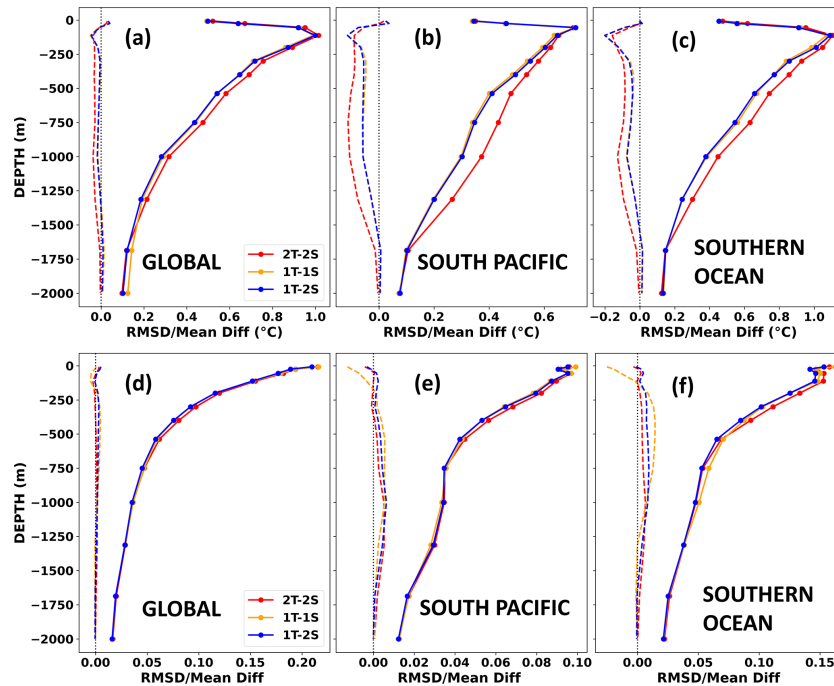 (a)
(b)
(c)
0
−250
−500
−750
−1000
−1250
−1500
−1750
−2000
DEPTH (m)
GLOBAL
2T-2S
1T-1S
1T-2S
SOUTH PACIFIC
SOUTHERN
OCEAN
0.0 0.2 0.4 0.6 0.8 1.0
RMSD/Mean Diff (°C)
0.0 0.2 0.4 0.6
RMSD/Mean Diff (°C)
−0.2 0.0 0.2 0.4 0.6 0.8 1.0
RMSD/Mean Diff (°C)
(d)
(e)
(f)
0
−250
−500
−750
−1000
−1250
−1500
−1750
−2000
DEPTH (m)
GLOBAL
2T-2S
1T-1S
1T-2S
SOUTH PACIFIC
SOUTHERN
OCEAN
0.00 0.05 0.10 0.15 0.20
RMSD/Mean Diff
0.00 0.02 0.04 0.06 0.08 0.10
RMSD/Mean Diff
0.00 0.05 0.10 0.15
RMSD/Mean Diff